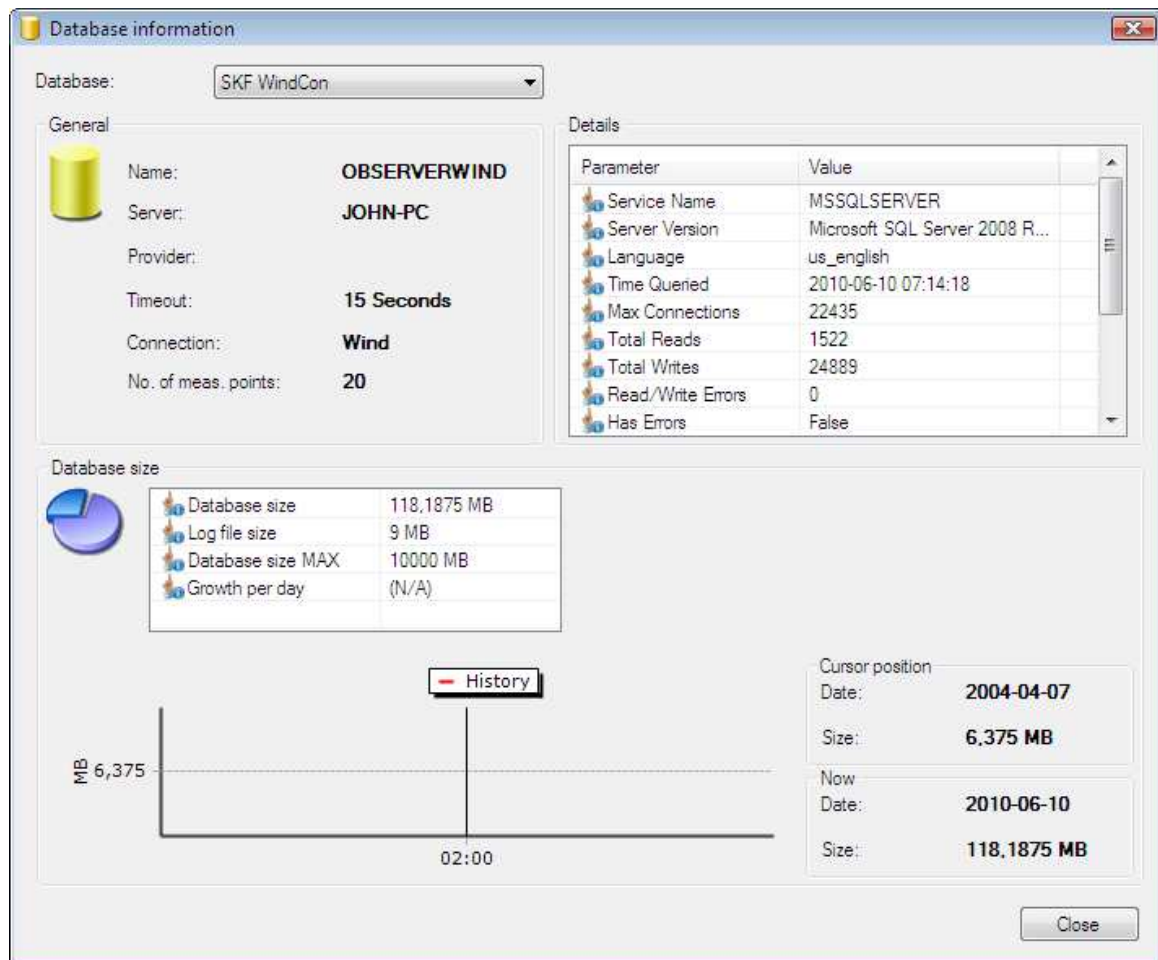 Database information
Database: SKF WindCon
General
Name: OBSERVERWIND
Server: JOHN-PC
Provider:
Timeout: 15 Seconds
Connection: Wind
No. of meas. points: 20
Details
Parameter Value
Service Name MSSQLSERVER
Server Version Microsoft SQL Server 2008 R...
Language us_english
Time Queried 2010-06-10 07:14:18
Max Connections 22435
Total Reads 1522
Total Writes 24889
Read/Write Errors 0
Has Errors False
Database size
Database size 118,1875 MB
Log file size 9 MB
Database size MAX 10000 MB
Growth per day (N/A)
History
MB 6,375
02:00
Cursor position
Date: 2004-04-07
Size: 6,375 MB
Now
Date: 2010-06-10
Size: 118,1875 MB
Close